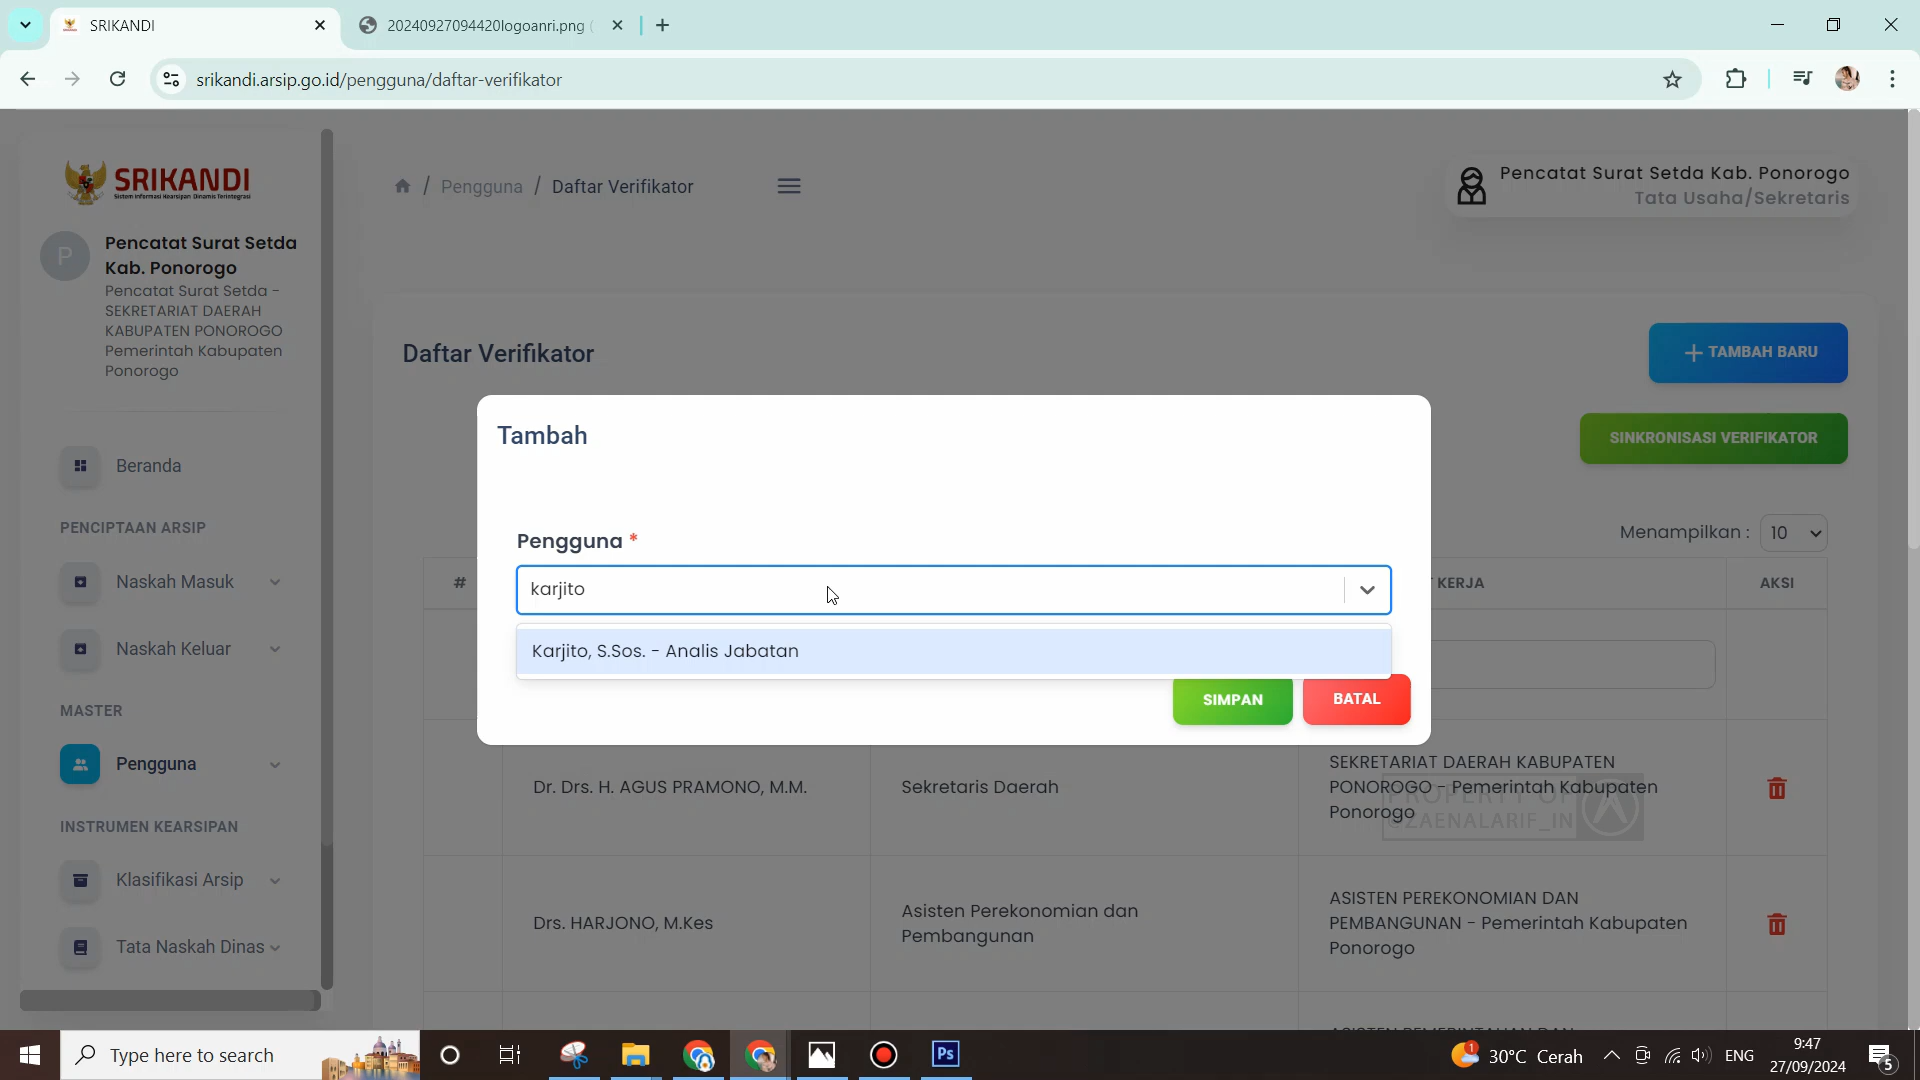 SRIKANDI
20240927094420logoanri.png
srikandi.arsip.go.id/pengguna/daftar-verifikator
SRIKANDI
Sistem Informasi Kearsipan Dinamis Terintegrasi
P
Pencatat Surat Setda
Kab. Ponorogo
Pencatat Surat Setda -
SEKRETARIAT DAERAH
KABUPATEN PONOROGO
Pemerintah Kabupaten
Ponorogo
Beranda
PENCIPTAAN ARSIP
Naskah Masuk
Naskah Keluar
MASTER
Pengguna
INSTRUMEN KEARSIPAN
Klasifikasi Arsip
Tata Naskah Dinas
/ Pengguna / Daftar Verifikator
Pencatat Surat Setda Kab. Ponorogo
Tata Usaha/Sekretaris
Daftar Verifikator
TAMBAH BARU
SINKRONISASI VERIFIKATOR
Menampilkan : 10
# KERJA AKSI
Tambah
Pengguna *
karjito
Karjito, S.Sos. - Analis Jabatan
SIMPAN BATAL
Dr. Drs. H. AGUS PRAMONO, M.M.
Sekretaris Daerah
SEKRETARIAT DAERAH KABUPATEN
PONOROGO - Pemerintah Kabupaten
Ponorogo
PROPERTY OF
@ZAENALARIF_IN
Drs. HARJONO, M.Kes
Asisten Perekonomian dan
Pembangunan
ASISTEN PEREKONOMIAN DAN
PEMBANGUNAN - Pemerintah Kabupaten
Ponorogo
Type here to search
Ps
1
30°C Cerah
ENG
9:47
27/09/2024
5